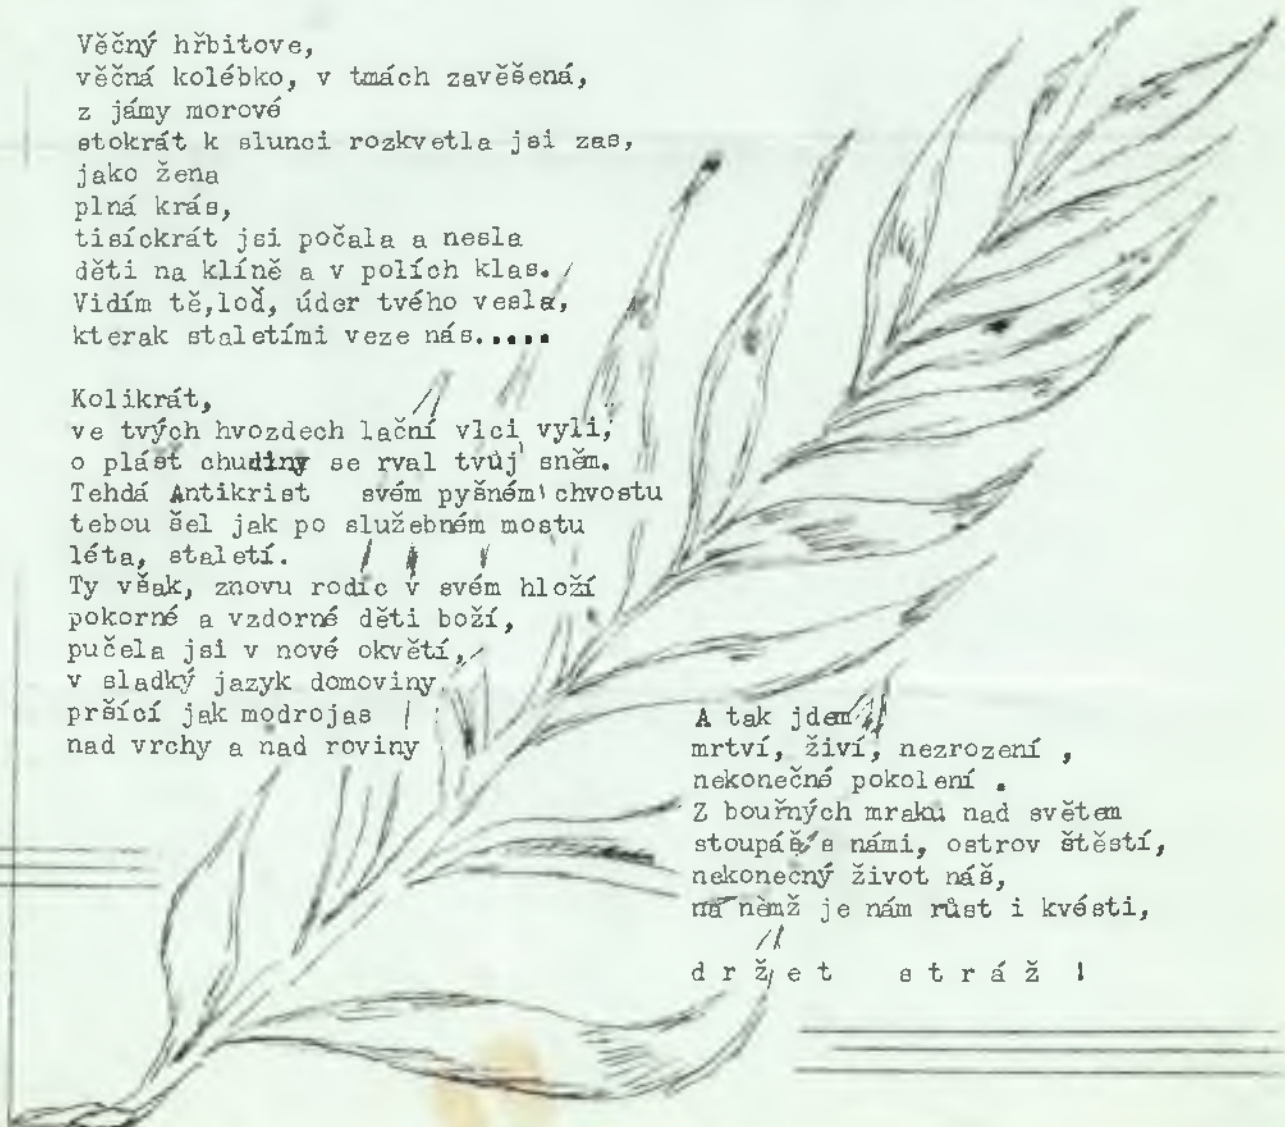 Věčný hřbitove,
věčná kolébko, v tmách zavěšená,
z jámy morové
stokrát k slunci rozkvetla jsi zas,
jako žena
plná krás,
tisíckrát jsi počala a nesla
děti na klíně a v polích klas.
Vidím tě,loď, úder tvého vesla,
kterak staletími veze nás.....
Kolikrát,
ve tvých hvozdech lační vlci vyli,
o plást chudiny se rval tvůj sněm.
Tehdá Antikrist svém pyšném chvostu
tebou šel jak po služebném mostu
léta, staletí.
Ty však, znovu rodíc v svém hloží
pokorné a vzdorné děti boží,
pučela jsi v nové okvětí,
v sladký jazyk domoviny
pršící jak modrojas
nad vrchy a nad roviny
A tak jdem
mrtví, živí, nezrození ,
nekonečné pokolení .
Z bouřných mraku nad světem
stoupáš s námi, ostrov štěstí,
nekonečný život náš,
na němž je nám růst i kvésti,
d r ž e t s t r á ž !